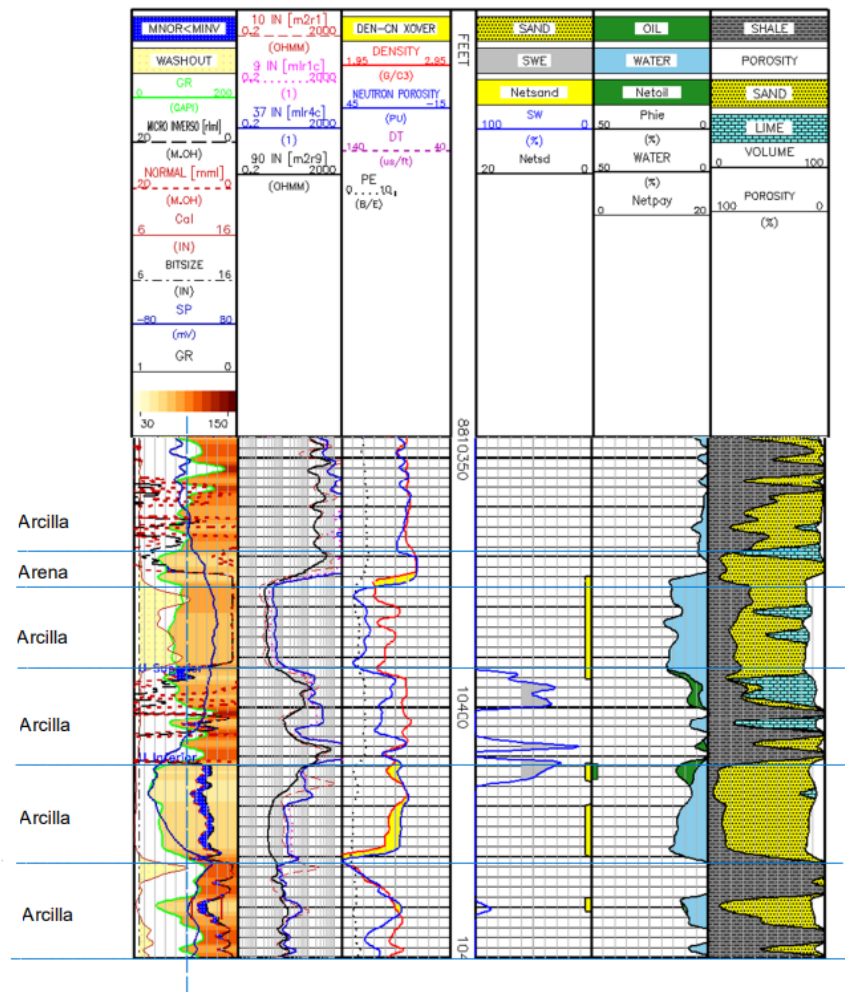 MNOR<MINV
WASHOUT
GR
0 200
(GAPI)
MICRO INVERSO [rlml]
20 0
(M.OH)
NORMAL [rnml]
20 0
(M.OH)
Cal
6 16
(IN)
BITSIZE
6 16
(IN)
SP
-80 80
(mV)
GR
1 0
30 150
10 IN [m2r1]
0.2 2000
(OHMM)
9 IN [mlr1c]
0.2 2000
(1)
37 IN [mlr4c]
0.2 2000
(1)
90 IN [m2r9]
0.2 2000
(OHMM)
DEN-CN XOVER
DENSITY
1.95 2.95
(G/C3)
NEUTRON POROSITY
45 -15
(PU)
DT
140 40
(us/ft)
PE
0 10
(B/E)
FEET
SAND
SWE
Netsand
SW
100 0
(%)
Netsd
20 0
OIL
WATER
Netoil
Phie
50 0
(%)
WATER
50 0
(%)
Netpay
0 20
SHALE
POROSITY
SAND
LIME
VOLUME
0 100
POROSITY
100 0
(%)
10350
Arcilla
Arena
Arcilla
U Superior
10400
Arcilla
U Inferior
Arcilla
Arcilla
104